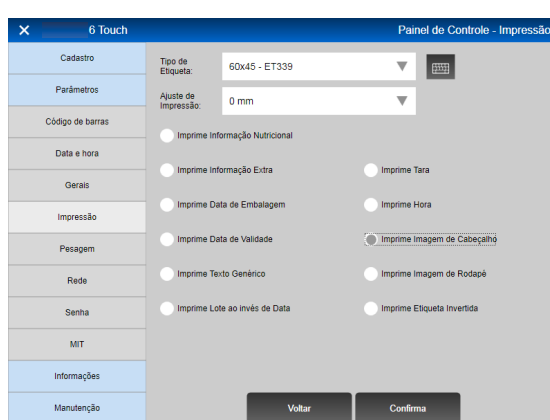 6 Touch
Painel de Controle - Impressão
Cadastro
Parâmetros
Código de barras
Data e hora
Gerais
Impressão
Pesagem
Rede
Senha
MIT
Informações
Manutenção
Tipo de
Etiqueta:
60x45 - ET339
Ajuste de
Impressão:
0 mm
Imprime Informação Nutricional
Imprime Informação Extra
Imprime Tara
Imprime Data de Embalagem
Imprime Hora
Imprime Data de Validade
Imprime Imagem de Cabeçalho
Imprime Texto Genérico
Imprime Imagem de Rodapé
Imprime Lote ao invés de Data
Imprime Etiqueta Invertida
Voltar
Confirma